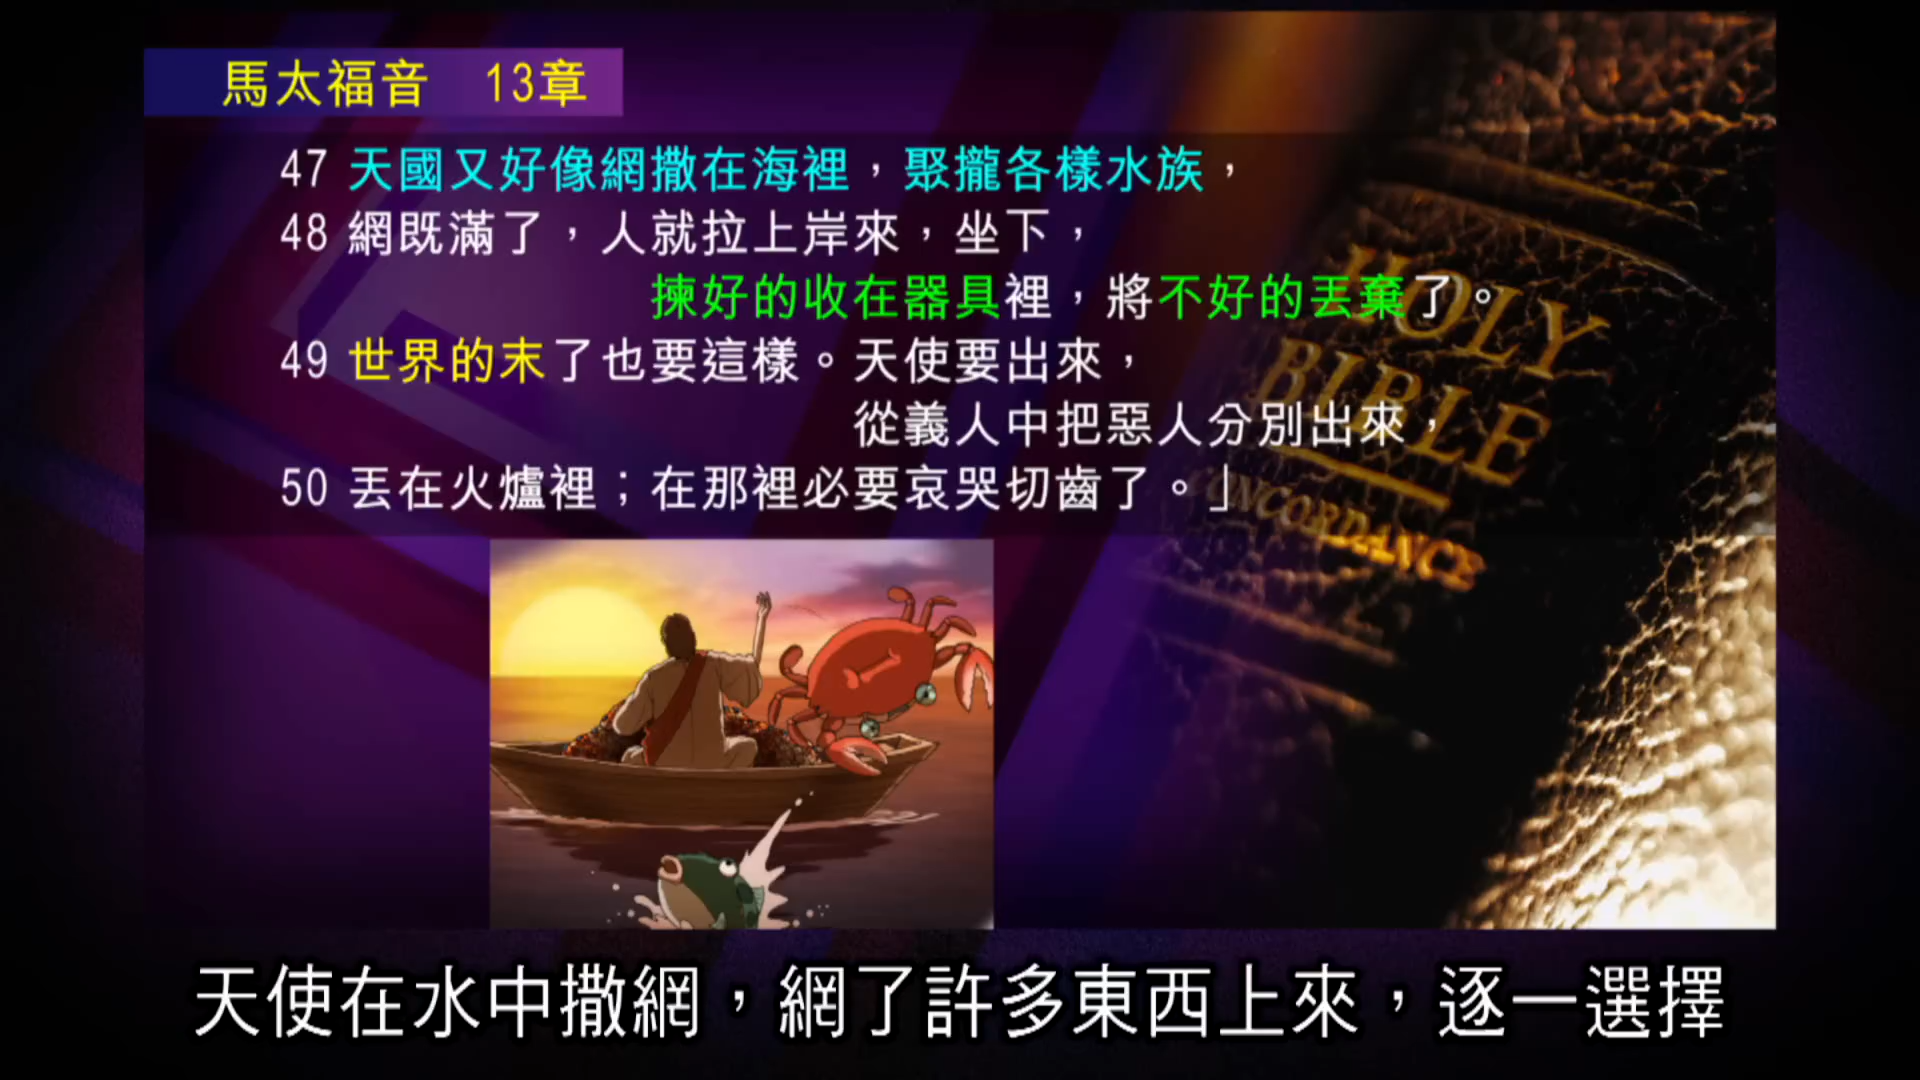 馬太福音　13章
47 天國又好像網撒在海裡，聚攏各樣水族，
48 網既滿了，人就拉上岸來，坐下，
揀好的收在器具裡，將不好的丟棄了。
49 世界的末了也要這樣。天使要出來，
從義人中把惡人分別出來，
50 丟在火爐裡；在那裡必要哀哭切齒了。」
HOLY
BIBLE
CONCORDANCE
天使在水中撒網，網了許多東西上來，逐一選擇